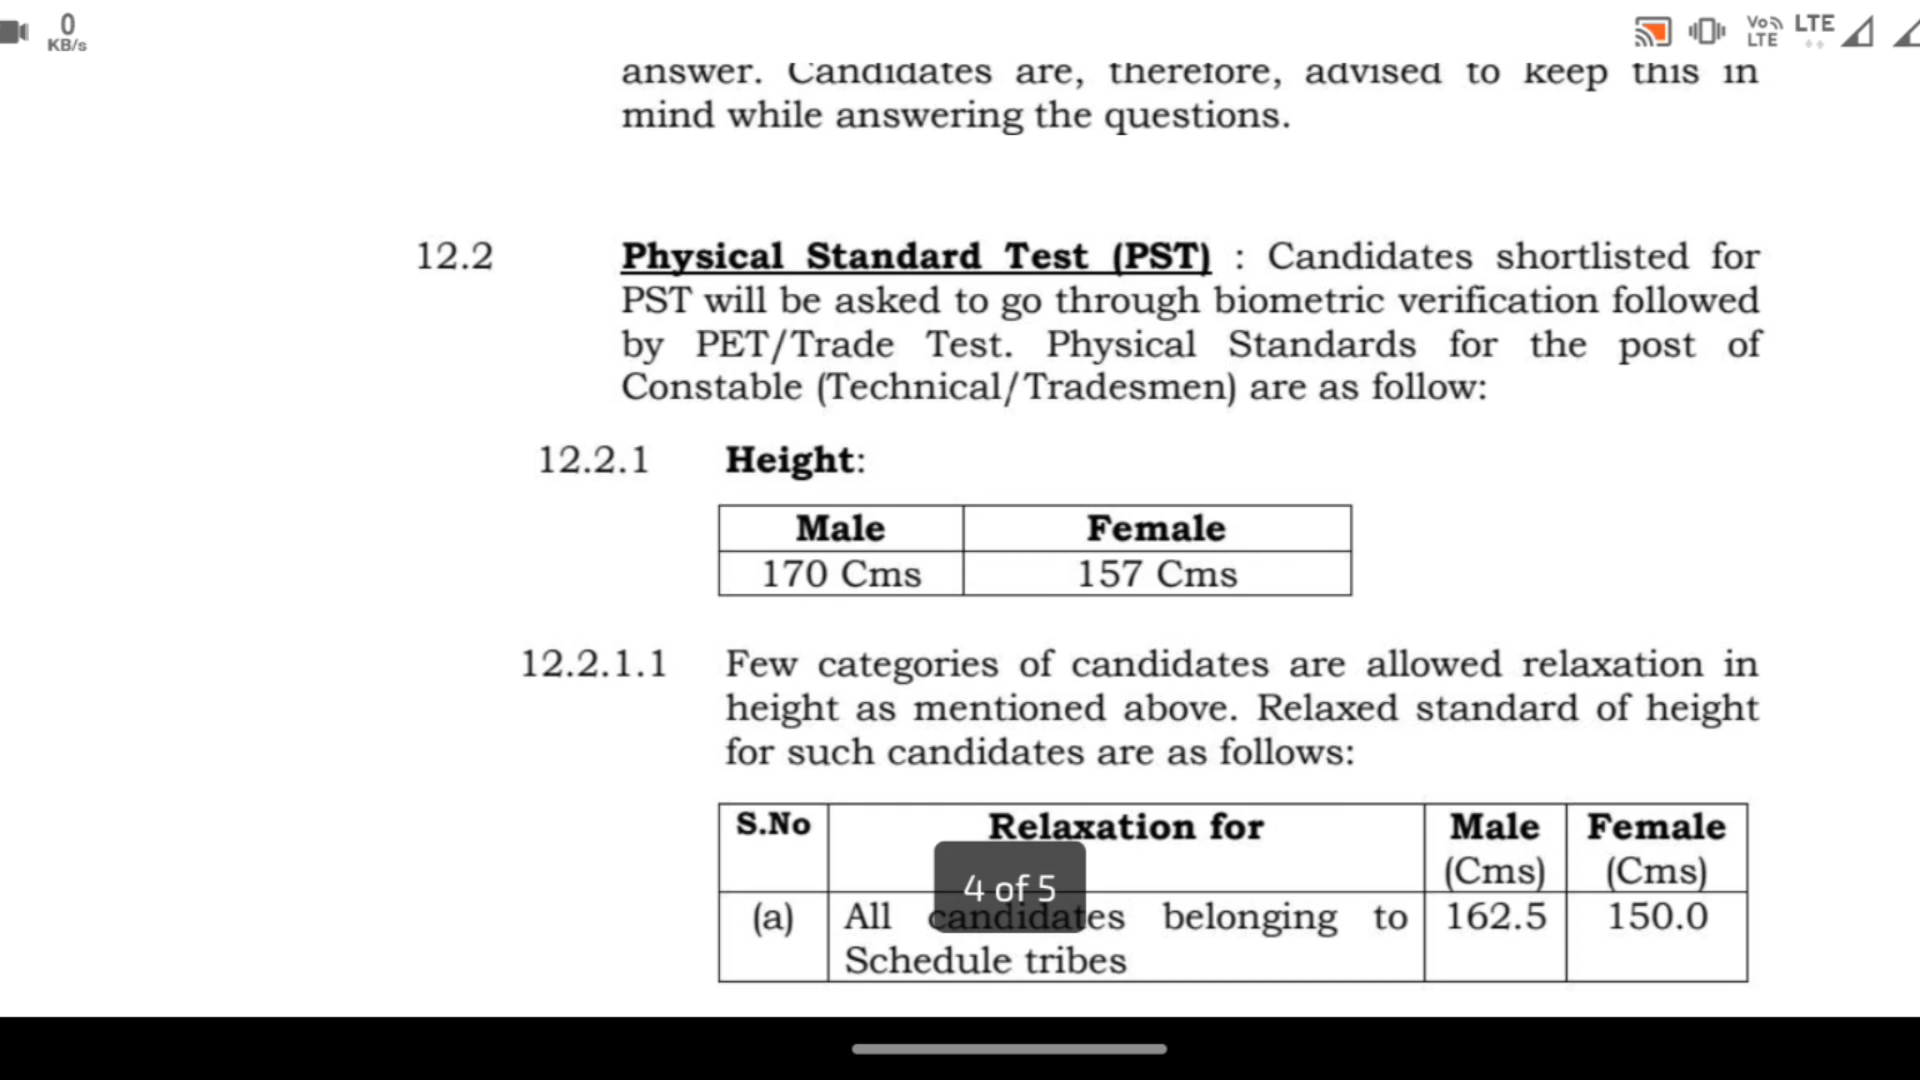 0
KB/s
Vo
LTE
LTE
answer. Candidates are, therefore, advised to keep this in
mind while answering the questions.
12.2 Physical Standard Test (PST) : Candidates shortlisted for
PST will be asked to go through biometric verification followed
by PET/Trade Test. Physical Standards for the post of
Constable (Technical/Tradesmen) are as follow:
12.2.1 Height:
Male Female
170 Cms 157 Cms
12.2.1.1 Few categories of candidates are allowed relaxation in
height as mentioned above. Relaxed standard of height
for such candidates are as follows:
S.No Relaxation for Male Female
(Cms) (Cms)
4 of 5
(a) All candidates belonging to 162.5 150.0
Schedule tribes